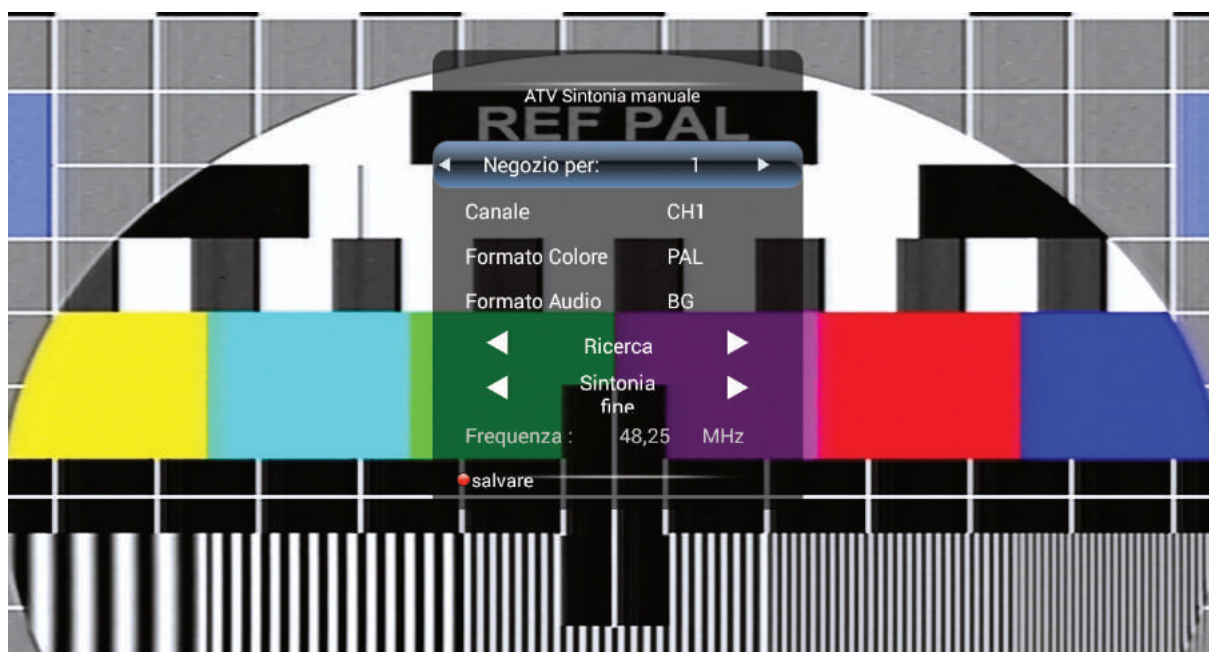 ATV Sintonia manuale
REF PAL
Negozio per: 1
Canale CH1
Formato Colore PAL
Formato Audio BG
Ricerca
Sintonia
fine
Frequenza : 48,25 MHz
salvare